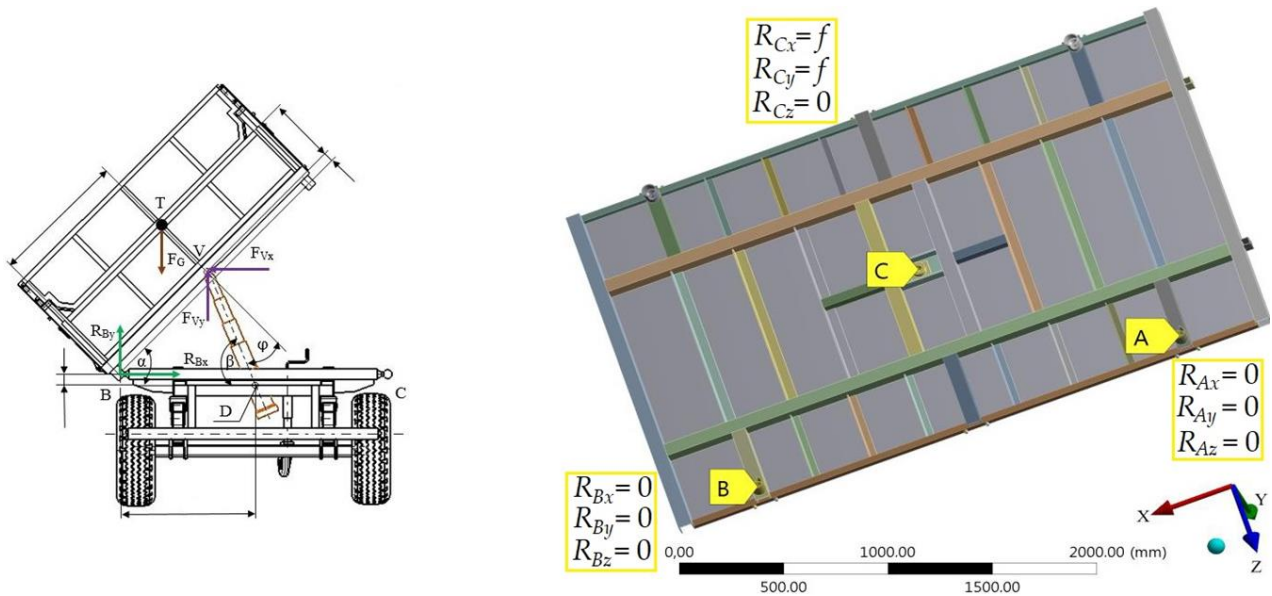 T
F_G
V
F_Vx
F_Vy
R_By
α
R_Bx
β
φ
B
D
C
R_Cx = f
R_Cy = f
R_Cz = 0
C
A
B
R_Ax = 0
R_Ay = 0
R_Az = 0
R_Bx = 0
R_By = 0
R_Bz = 0
0,00 1000.00 2000.00 (mm)
500.00 1500.00
X Y
Z